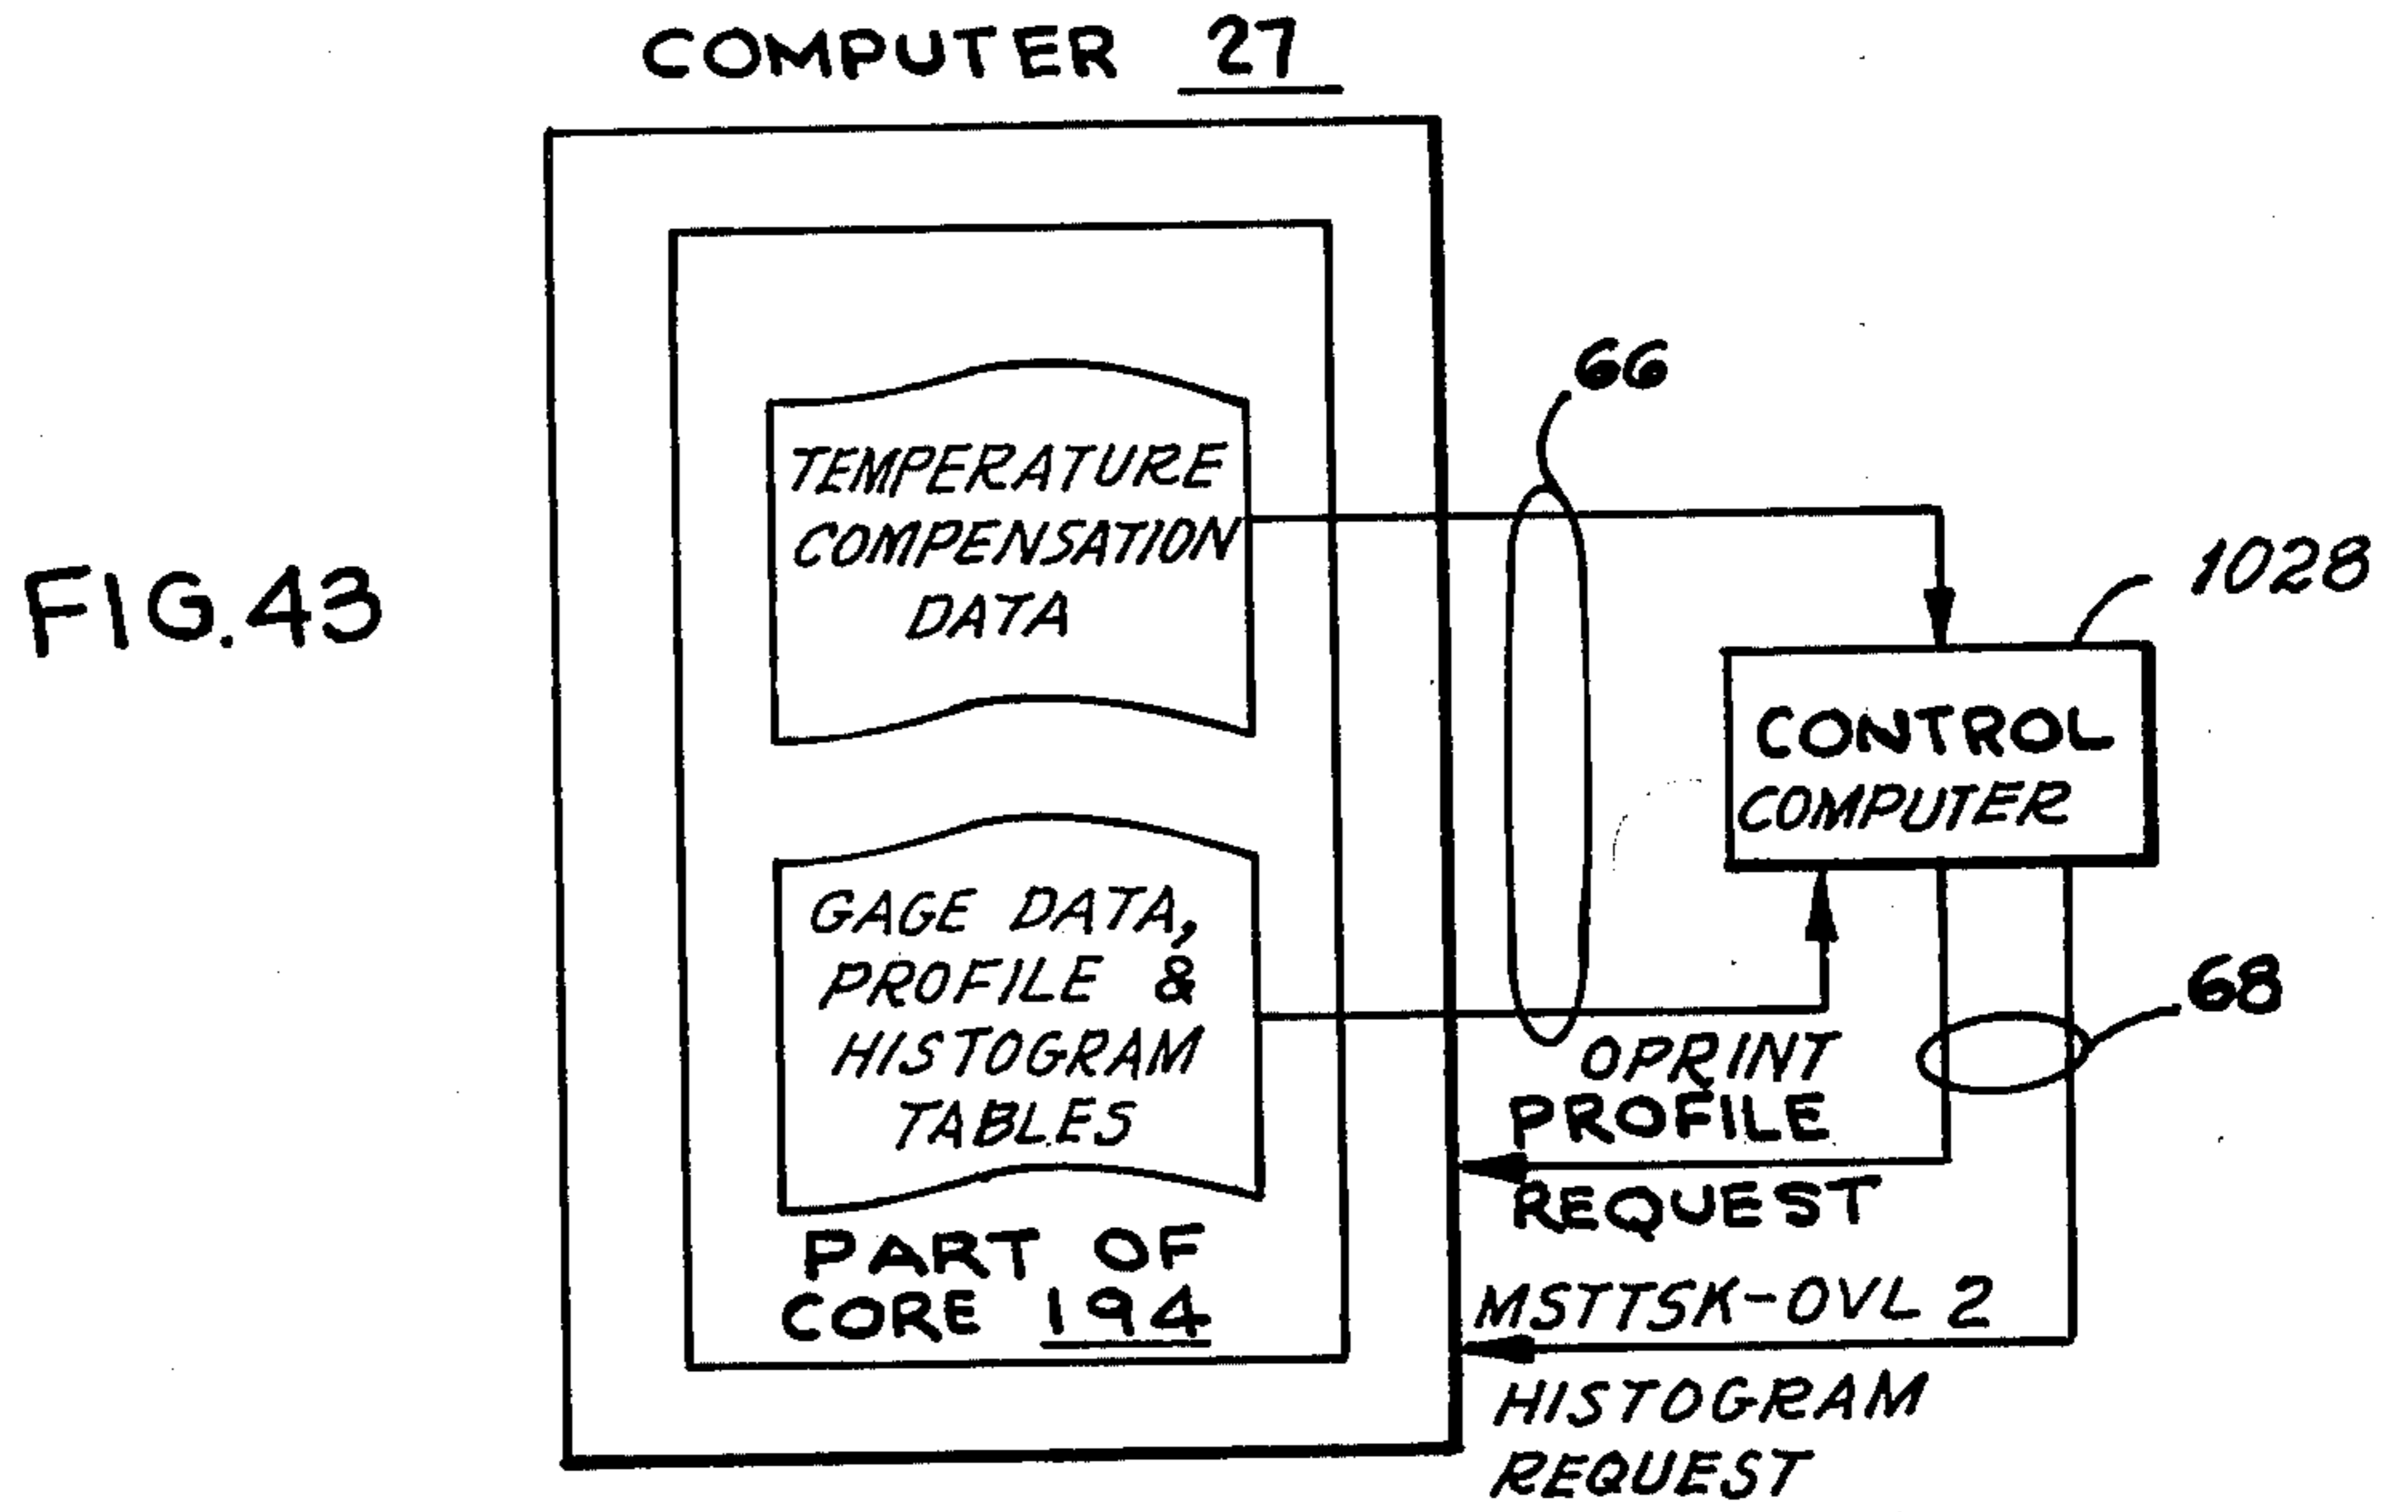 COMPUTER 27
66
TEMPERATURE
COMPENSATION
DATA
1028
FIG.43
CONTROL
COMPUTER
GAGE DATA,
PROFILE &
HISTOGRAM
TABLES
68
OPRINT
PROFILE
REQUEST
PART OF
CORE 194
MSTTSK-OVL 2
HISTOGRAM
REQUEST